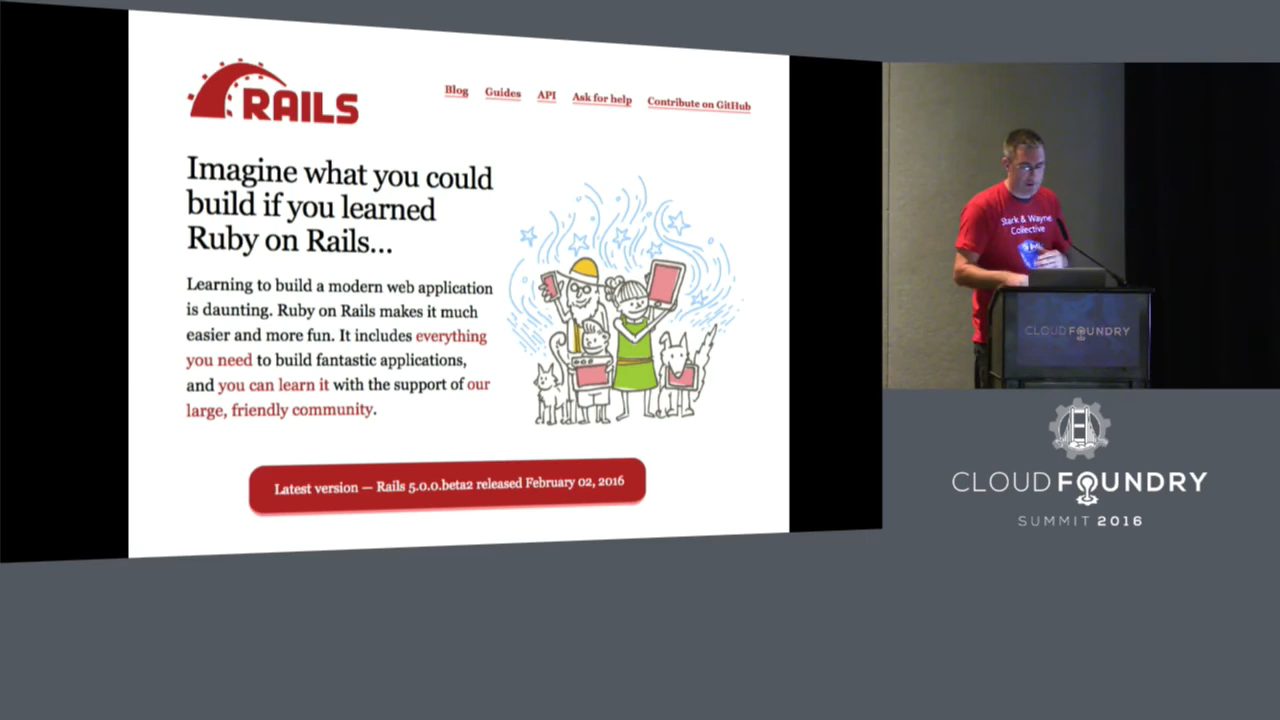 RAILS
Blog Guides API Ask for help Contribute on GitHub
Imagine what you could
build if you learned
Ruby on Rails...
Learning to build a modern web application
is daunting. Ruby on Rails makes it much
easier and more fun. It includes everything
you need to build fantastic applications,
and you can learn it with the support of our
large, friendly community.
Latest version — Rails 5.0.0.beta2 released February 02, 2016
Stark & Wayne
Collective
CLOUD FOUNDRY
CLOUD FOUNDRY
SUMMIT 2016